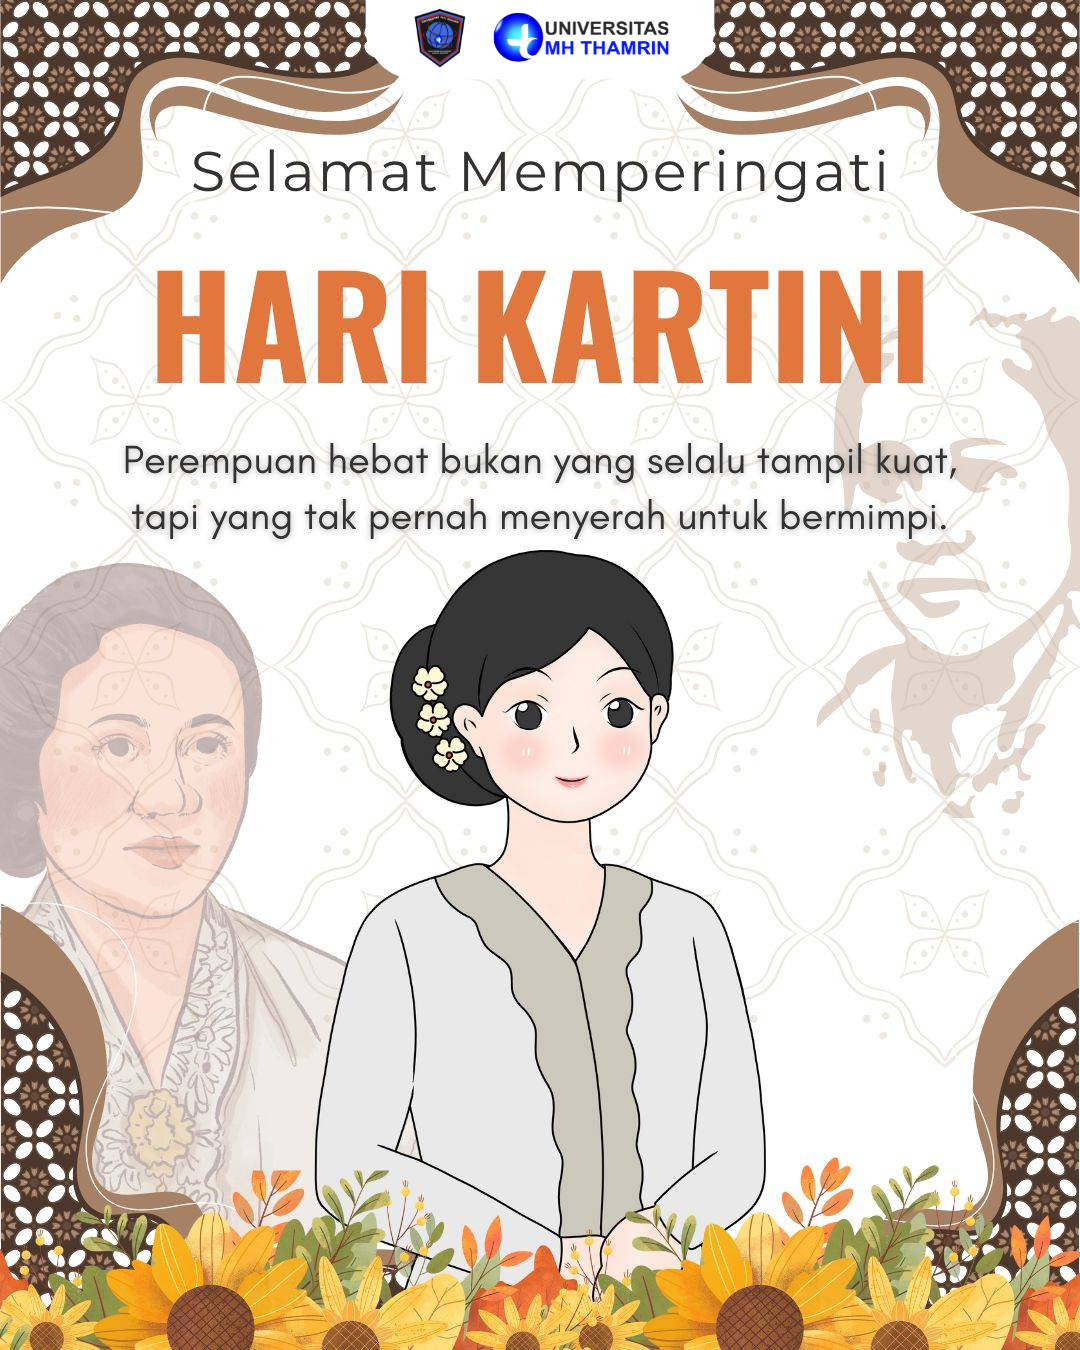 UNIVERSITAS
MH THAMRIN
Selamat Memperingati
HARI KARTINI
Perempuan hebat bukan yang selalu tampil kuat,
tapi yang tak pernah menyerah untuk bermimpi.